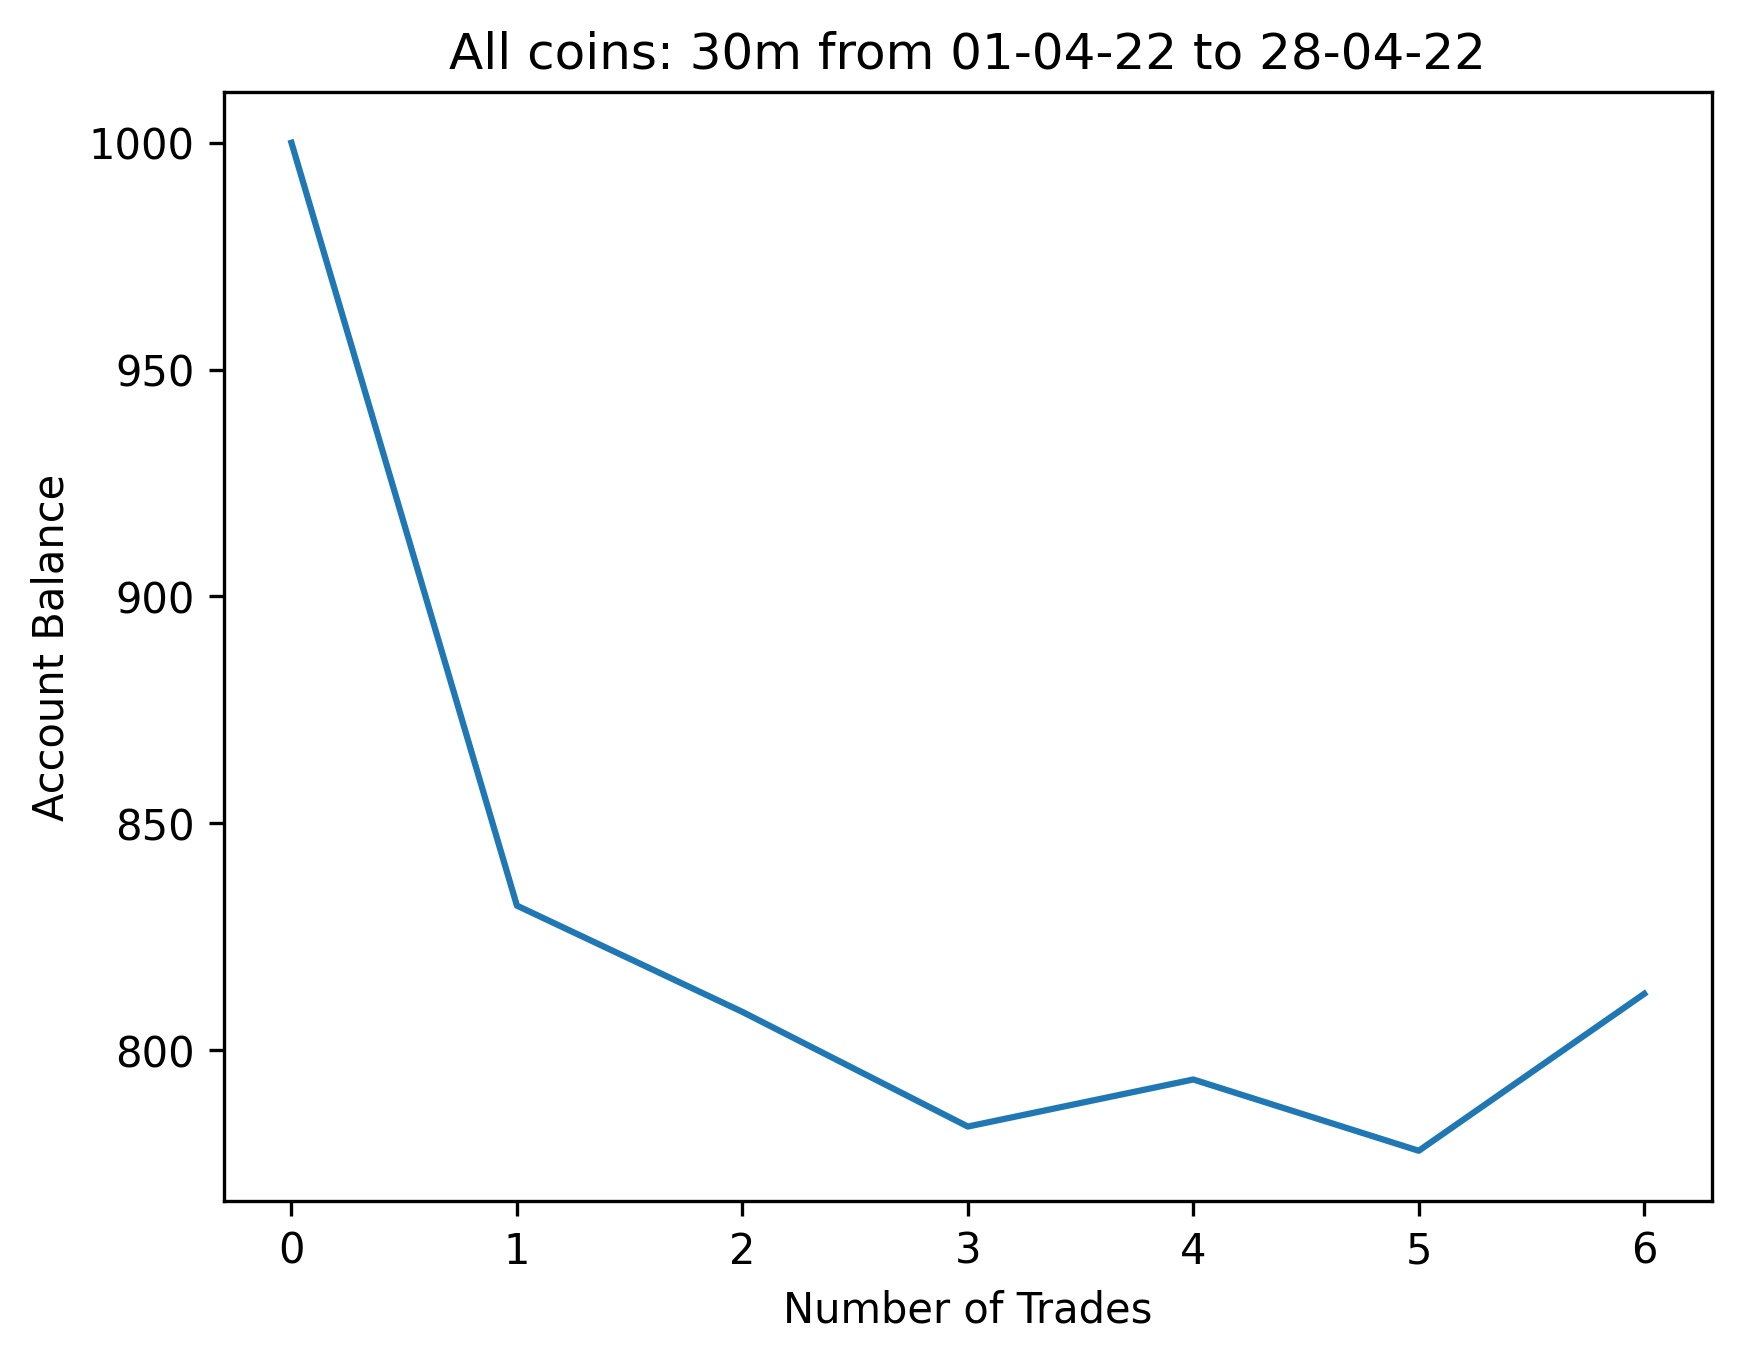 All coins: 30m from 01-04-22 to 28-04-22
Account Balance
1000
950
900
850
800
0 1 2 3 4 5 6
Number of Trades